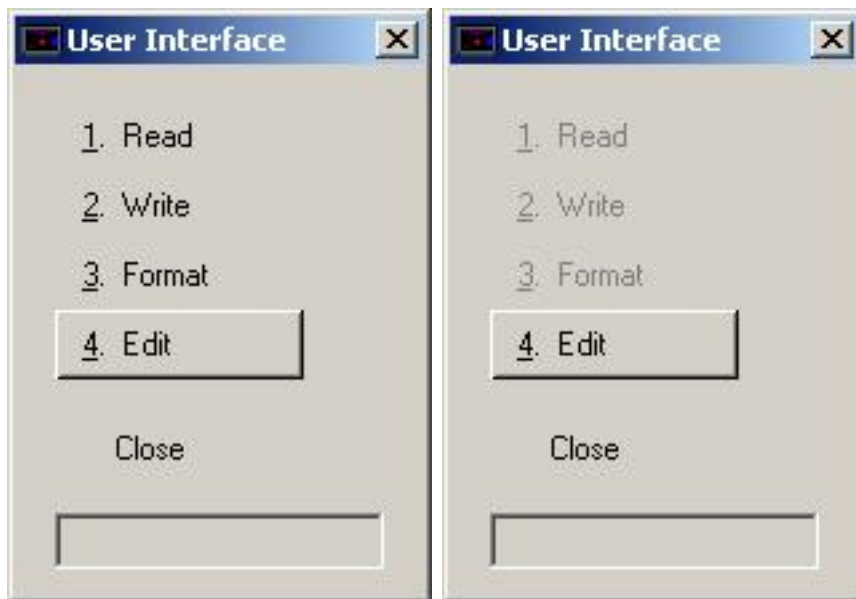 User Interface
1. Read
2. Write
3. Format
4. Edit
Close
User Interface
1. Read
2. Write
3. Format
4. Edit
Close